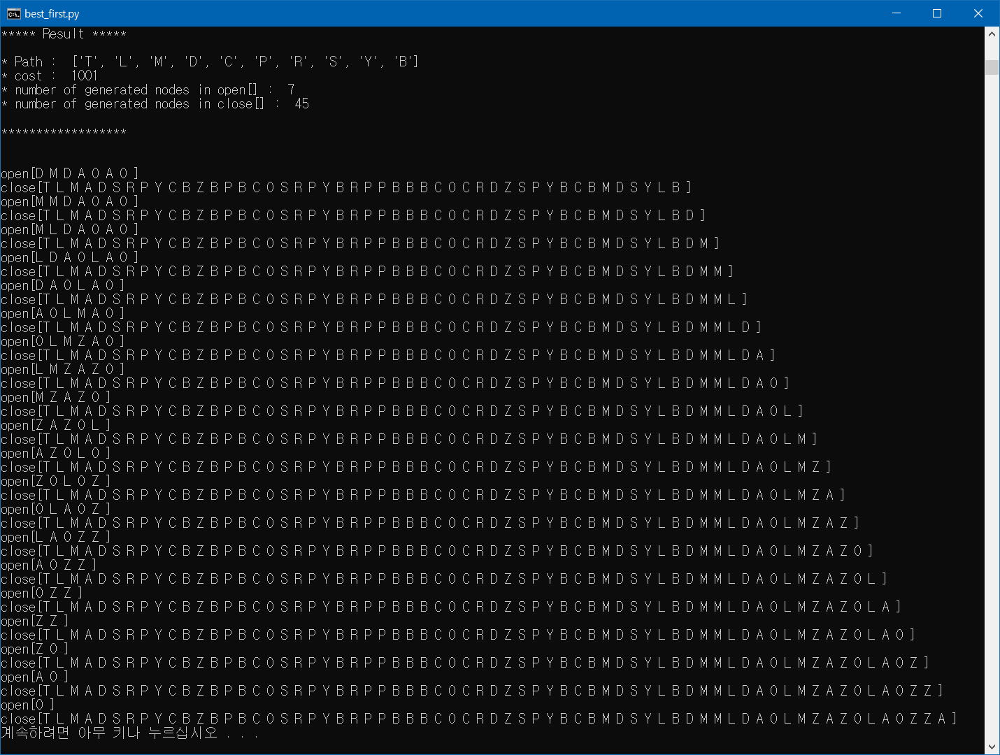 best_first.py
***** Result *****
* Path :  ['T', 'L', 'M', 'D', 'C', 'P', 'R', 'S', 'Y', 'B']
* cost :  1001
* number of generated nodes in open[] :  7
* number of generated nodes in close[] :  45
******************
open[D M D A O A O ]
close[T L M A D S R P Y C B Z B P B C O S R P Y B R P P B B B C O C R D Z S P Y B C B M D S Y L B ]
open[M M D A O A O ]
close[T L M A D S R P Y C B Z B P B C O S R P Y B R P P B B B C O C R D Z S P Y B C B M D S Y L B D ]
open[M L D A O A O ]
close[T L M A D S R P Y C B Z B P B C O S R P Y B R P P B B B C O C R D Z S P Y B C B M D S Y L B D M ]
open[L D A O L A O ]
close[T L M A D S R P Y C B Z B P B C O S R P Y B R P P B B B C O C R D Z S P Y B C B M D S Y L B D M M ]
open[D A O L A O ]
close[T L M A D S R P Y C B Z B P B C O S R P Y B R P P B B B C O C R D Z S P Y B C B M D S Y L B D M M L ]
open[A O L M A O ]
close[T L M A D S R P Y C B Z B P B C O S R P Y B R P P B B B C O C R D Z S P Y B C B M D S Y L B D M M L D ]
open[O L M Z A O ]
close[T L M A D S R P Y C B Z B P B C O S R P Y B R P P B B B C O C R D Z S P Y B C B M D S Y L B D M M L D A ]
open[L M Z A Z O ]
close[T L M A D S R P Y C B Z B P B C O S R P Y B R P P B B B C O C R D Z S P Y B C B M D S Y L B D M M L D A O ]
open[M Z A Z O ]
close[T L M A D S R P Y C B Z B P B C O S R P Y B R P P B B B C O C R D Z S P Y B C B M D S Y L B D M M L D A O L ]
open[Z A Z O L ]
close[T L M A D S R P Y C B Z B P B C O S R P Y B R P P B B B C O C R D Z S P Y B C B M D S Y L B D M M L D A O L M ]
open[A Z O L O ]
close[T L M A D S R P Y C B Z B P B C O S R P Y B R P P B B B C O C R D Z S P Y B C B M D S Y L B D M M L D A O L M Z ]
open[Z O L O Z ]
close[T L M A D S R P Y C B Z B P B C O S R P Y B R P P B B B C O C R D Z S P Y B C B M D S Y L B D M M L D A O L M Z A ]
open[O L A O Z ]
close[T L M A D S R P Y C B Z B P B C O S R P Y B R P P B B B C O C R D Z S P Y B C B M D S Y L B D M M L D A O L M Z A Z ]
open[L A O Z Z ]
close[T L M A D S R P Y C B Z B P B C O S R P Y B R P P B B B C O C R D Z S P Y B C B M D S Y L B D M M L D A O L M Z A Z O ]
open[A O Z Z ]
close[T L M A D S R P Y C B Z B P B C O S R P Y B R P P B B B C O C R D Z S P Y B C B M D S Y L B D M M L D A O L M Z A Z O L ]
open[O Z Z ]
close[T L M A D S R P Y C B Z B P B C O S R P Y B R P P B B B C O C R D Z S P Y B C B M D S Y L B D M M L D A O L M Z A Z O L A ]
open[Z Z ]
close[T L M A D S R P Y C B Z B P B C O S R P Y B R P P B B B C O C R D Z S P Y B C B M D S Y L B D M M L D A O L M Z A Z O L A O ]
open[Z O ]
close[T L M A D S R P Y C B Z B P B C O S R P Y B R P P B B B C O C R D Z S P Y B C B M D S Y L B D M M L D A O L M Z A Z O L A O Z ]
open[A O ]
close[T L M A D S R P Y C B Z B P B C O S R P Y B R P P B B B C O C R D Z S P Y B C B M D S Y L B D M M L D A O L M Z A Z O L A O Z Z ]
open[O ]
close[T L M A D S R P Y C B Z B P B C O S R P Y B R P P B B B C O C R D Z S P Y B C B M D S Y L B D M M L D A O L M Z A Z O L A O Z Z A ]
계속하려면 아무 키나 누르십시오 . . .